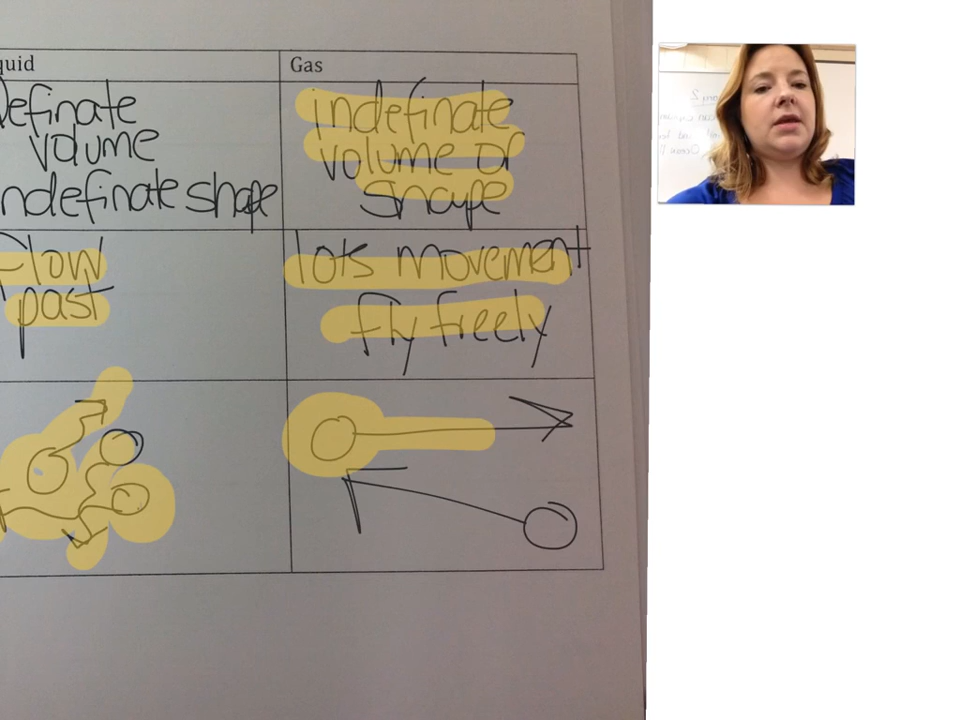 quid
Gas
efinate
volume
ndefinate shape
indefinate
volume or
shape
flow
past
lots movement
fly freely